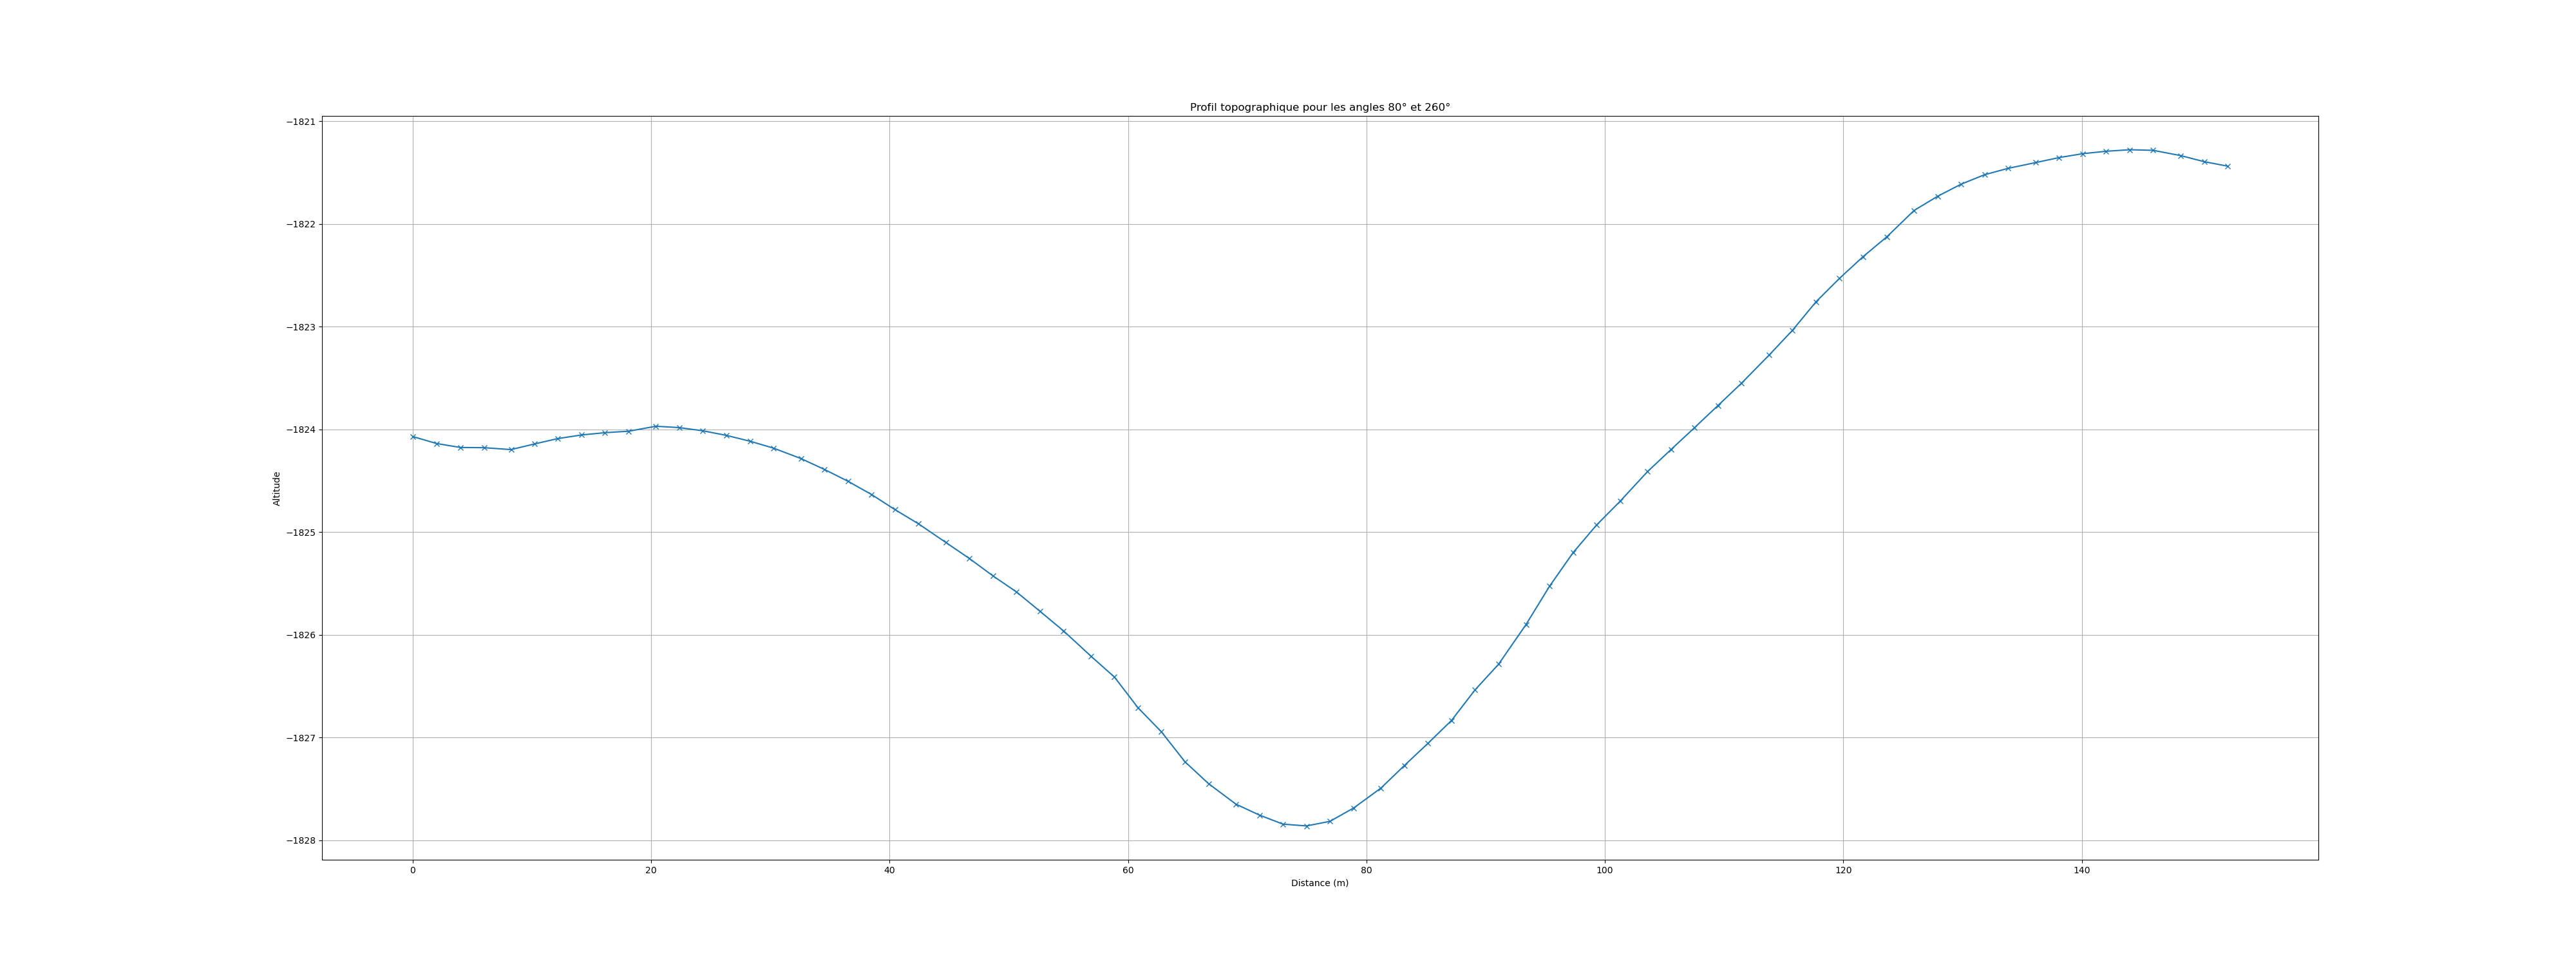 Profil topographique pour les angles 80° et 260°
−1821
−1822
−1823
−1824
−1825
−1826
−1827
−1828
Altitude
0 20 40 60 80 100 120 140
Distance (m)